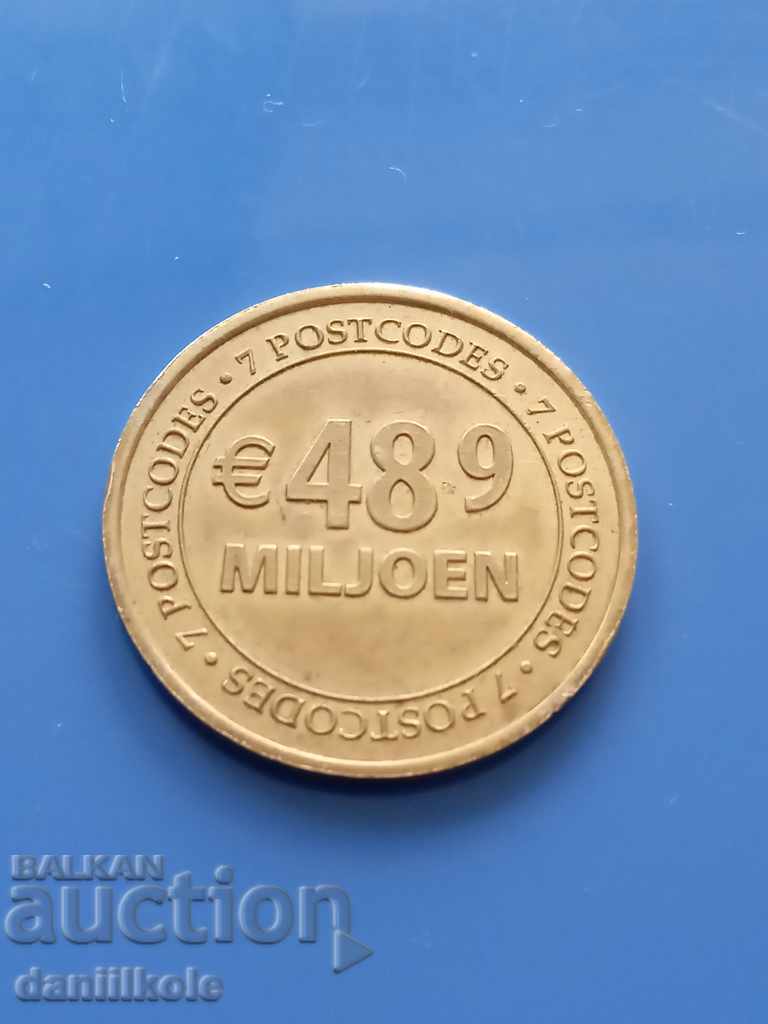 7 POSTCODES · 7 POSTCODES · 7 POSTCODES · 7 POSTCODES ·
€ 48 9
MILJOEN
BALKAN
auction
daniilkole